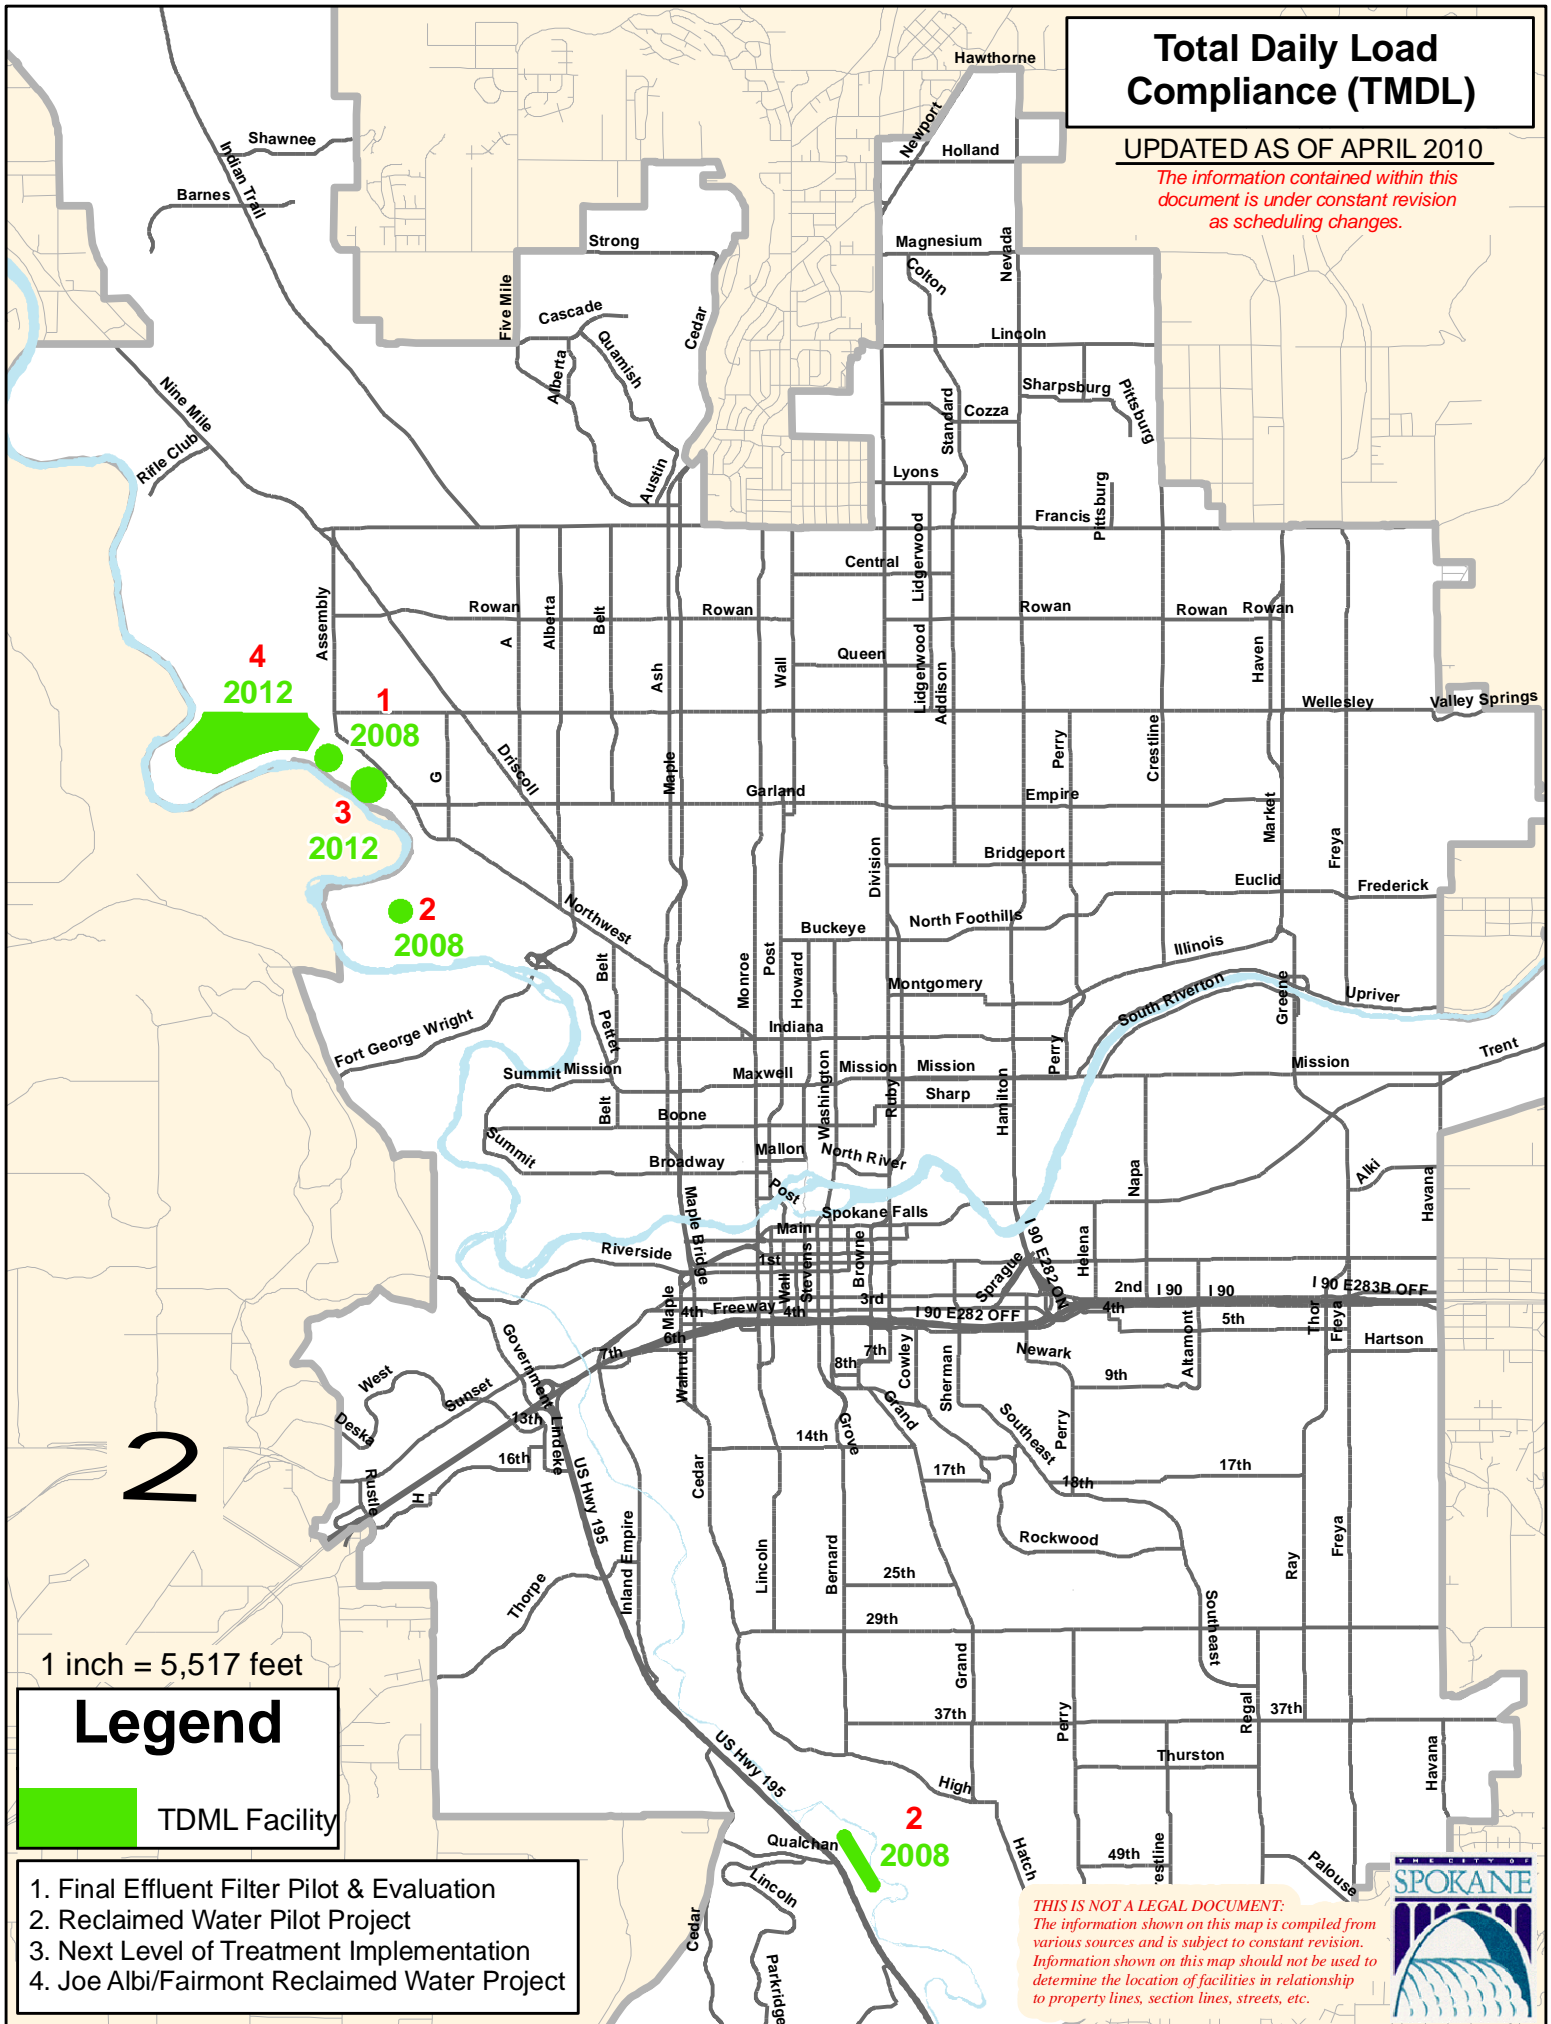 Total Daily Load
Compliance (TMDL)
UPDATED AS OF APRIL 2010
The information contained within this
document is under constant revision
as scheduling changes.
Hawthorne
Newport
Holland
Shawnee
Indian Trail
Barnes
Strong
Magnesium
Nevada
Colton
Five Mile
Cascade
Cedar
Quamish
Alberta
Lincoln
Nine Mile
Sharpsburg
Pittsburg
Standard
Cozza
Rifle Club
Austin
Lyons
Pittsburg
Francis
Lidgerwood
Central
Assembly
Rowan
A
Alberta
Belt
Rowan
Rowan
Rowan
Rowan
4
2012
Ash
Wall
Queen
Lidgerwood
Addison
Haven
1
2008
Wellesley
Valley Springs
G
Driscoll
Maple
Perry
Crestline
Garland
Empire
Market
3
2012
Division
Bridgeport
Freya
Euclid
Frederick
2
2008
Northwest
Buckeye
North Foothills
Illinois
Belt
Monroe
Post
Howard
Montgomery
South Riverton
Greene
Upriver
Fort George Wright
Pettet
Indiana
Perry
Trent
Summit
Mission
Maxwell
Washington
Mission
Mission
Mission
Ruby
Sharp
Hamilton
Belt
Boone
Summit
Broadway
Mallon
North River
Napa
Alki
Havana
Post
Maple Bridge
Spokane Falls
Main
Riverside
1st
Wall
Stevens
Browne
Sprague
I 90 E282 ON
Helena
2nd
I 90
I 90
I 90 E283B OFF
Maple
4th
Freeway
4th
3rd
I 90 E282 OFF
4th
5th
Thor
Freya
Hartson
6th
7th
Government
Walnut
8th
7th
Cowley
Sherman
Newark
9th
Altamont
West
Sunset
Deska
13th
Lindeke
Grove
Grand
Southeast
Perry
14th
16th
17th
18th
17th
2
Rustle
H
US Hwy 195
Cedar
Rockwood
Freya
Inland Empire
Lincoln
Bernard
25th
Ray
Thorpe
29th
Southeast
1 inch = 5,517 feet
Grand
37th
Perry
Regal
37th
Legend
TDML Facility
US Hwy 195
Thurston
Havana
High
2
2008
Qualchan
Lincoln
Hatch
49th
estline
Palouse
Cedar
Parkridge
1. Final Effluent Filter Pilot & Evaluation
2. Reclaimed Water Pilot Project
3. Next Level of Treatment Implementation
4. Joe Albi/Fairmont Reclaimed Water Project
THIS IS NOT A LEGAL DOCUMENT:
The information shown on this map is compiled from
various sources and is subject to constant revision.
Information shown on this map should not be used to
determine the location of facilities in relationship
to property lines, section lines, streets, etc.
THE CITY OF
SPOKANE